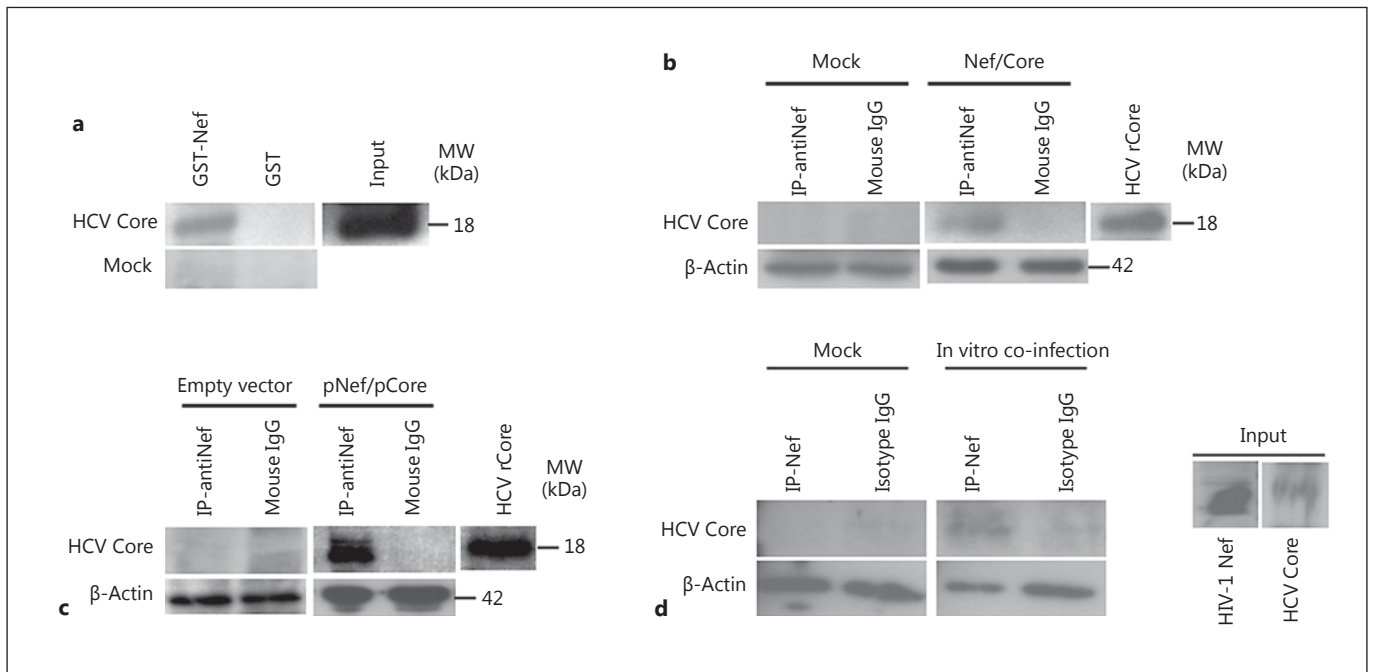 a
GST-Nef
GST
Input
MW
(kDa)
HCV Core
18
Mock
b
Mock
Nef/Core
IP-antiNef
Mouse IgG
IP-antiNef
Mouse IgG
HCV rCore
MW
(kDa)
HCV Core
18
β-Actin
42
Empty vector
pNef/pCore
IP-antiNef
Mouse IgG
IP-antiNef
Mouse IgG
HCV rCore
MW
(kDa)
HCV Core
18
β-Actin
42
c
Mock
In vitro co-infection
IP-Nef
Isotype IgG
IP-Nef
Isotype IgG
HCV Core
β-Actin
d
Input
HIV-1 Nef
HCV Core